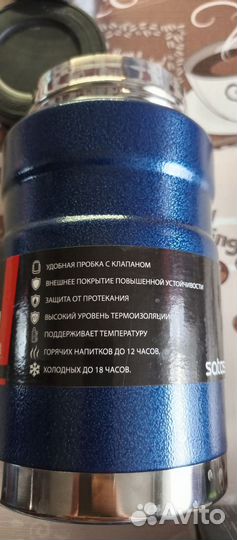 УДОБНАЯ ПРОБКА С КЛАПАНОМ
ВНЕШНЕЕ ПОКРЫТИЕ ПОВЫШЕННОЙ УСТОЙЧИВОСТИ
ЗАЩИТА ОТ ПРОТЕКАНИЯ
ВЫСОКИЙ УРОВЕНЬ ТЕРМОИЗОЛЯЦИИ
ПОДДЕРЖИВАЕТ ТЕМПЕРАТУРУ
ГОРЯЧИХ НАПИТКОВ ДО 12 ЧАСОВ,
ХОЛОДНЫХ ДО 18 ЧАСОВ.
Avito